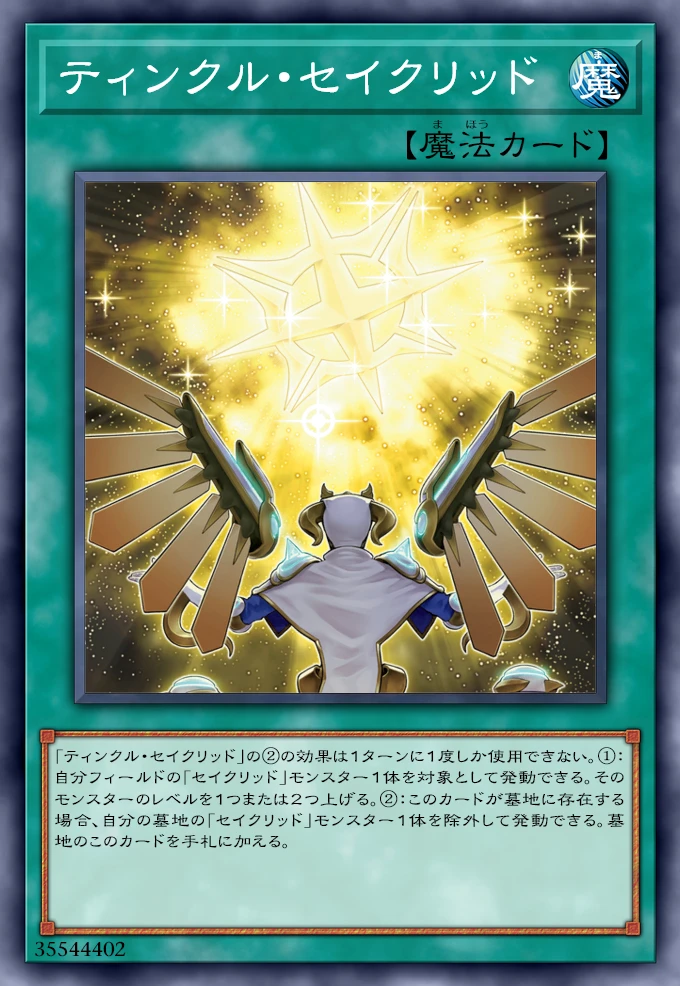 ティンクル・セイクリッド
魔
ま
【魔法カード】
ま ほう
「ティンクル・セイクリッド」の②の効果は1ターンに1度しか使用できない。①：
自分フィールドの「セイクリッド」モンスター1体を対象として発動できる。その
モンスターのレベルを1つまたは2つ上げる。②：このカードが墓地に存在する
場合、自分の墓地の「セイクリッド」モンスター1体を除外して発動できる。墓
地のこのカードを手札に加える。
35544402